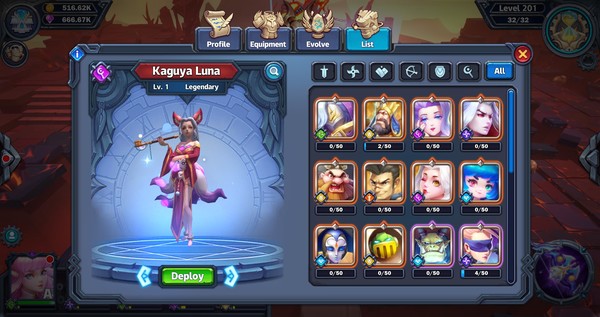 516.62K
666.67K
Profile
Equipment
Evolve
List
Level 201
32/32
Kaguya Luna
Lv. 1 Legendary
All
0/50 2/50 0/50 0/50
0/50 0/50 0/50 0/50
0/50 0/50 0/50 4/50
Deploy
A